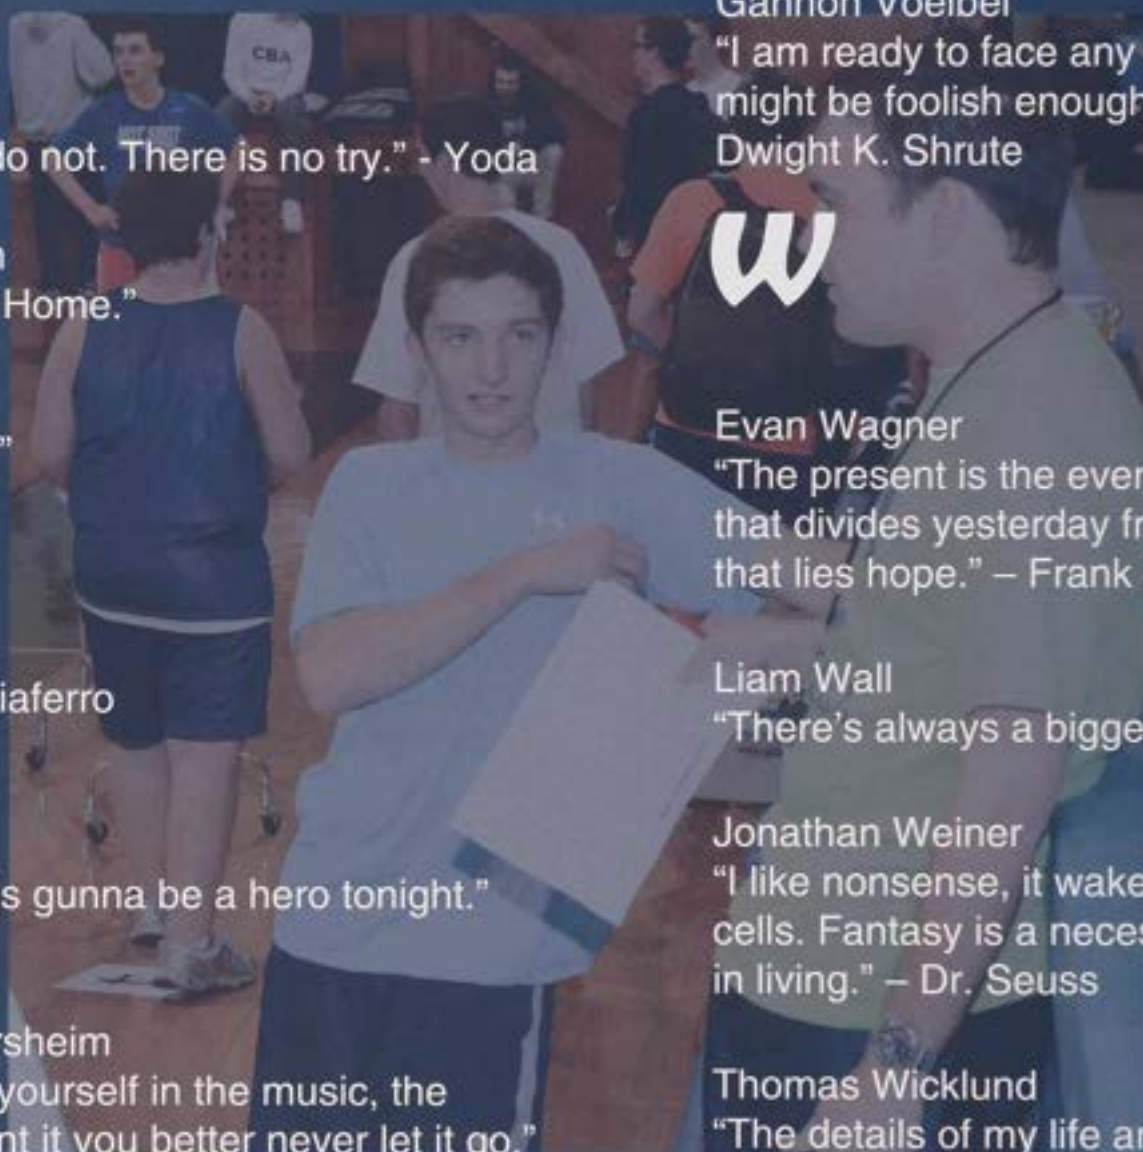 CBA
do not. There is no try.” - Yoda
Home.”
”
iaferro
s gunna be a hero tonight.”
rsheim
yourself in the music, the
nt it you better never let it go.”
Gannon Voelbel
“I am ready to face any
might be foolish enough
Dwight K. Shrute
W
Evan Wagner
“The present is the ever
that divides yesterday fr
that lies hope.” – Frank
Liam Wall
“There’s always a bigge
Jonathan Weiner
“I like nonsense, it wake
cells. Fantasy is a neces
in living.” – Dr. Seuss
Thomas Wicklund
“The details of my life ar